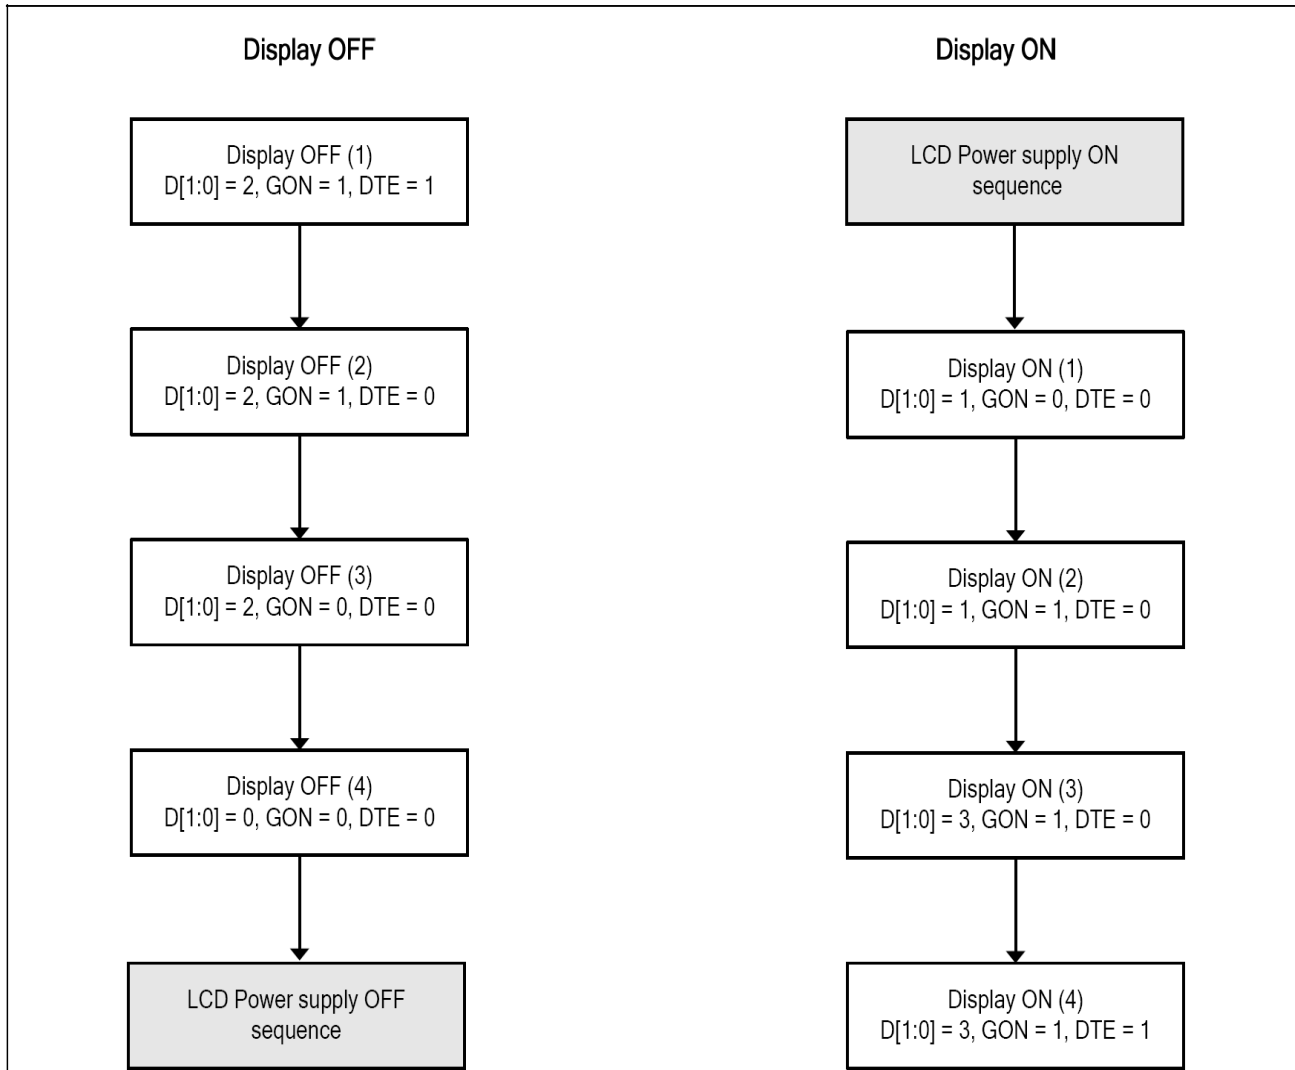 Display OFF
Display OFF (1)
D[1:0] = 2, GON = 1, DTE = 1
Display OFF (2)
D[1:0] = 2, GON = 1, DTE = 0
Display OFF (3)
D[1:0] = 2, GON = 0, DTE = 0
Display OFF (4)
D[1:0] = 0, GON = 0, DTE = 0
LCD Power supply OFF
sequence
Display ON
LCD Power supply ON
sequence
Display ON (1)
D[1:0] = 1, GON = 0, DTE = 0
Display ON (2)
D[1:0] = 1, GON = 1, DTE = 0
Display ON (3)
D[1:0] = 3, GON = 1, DTE = 0
Display ON (4)
D[1:0] = 3, GON = 1, DTE = 1